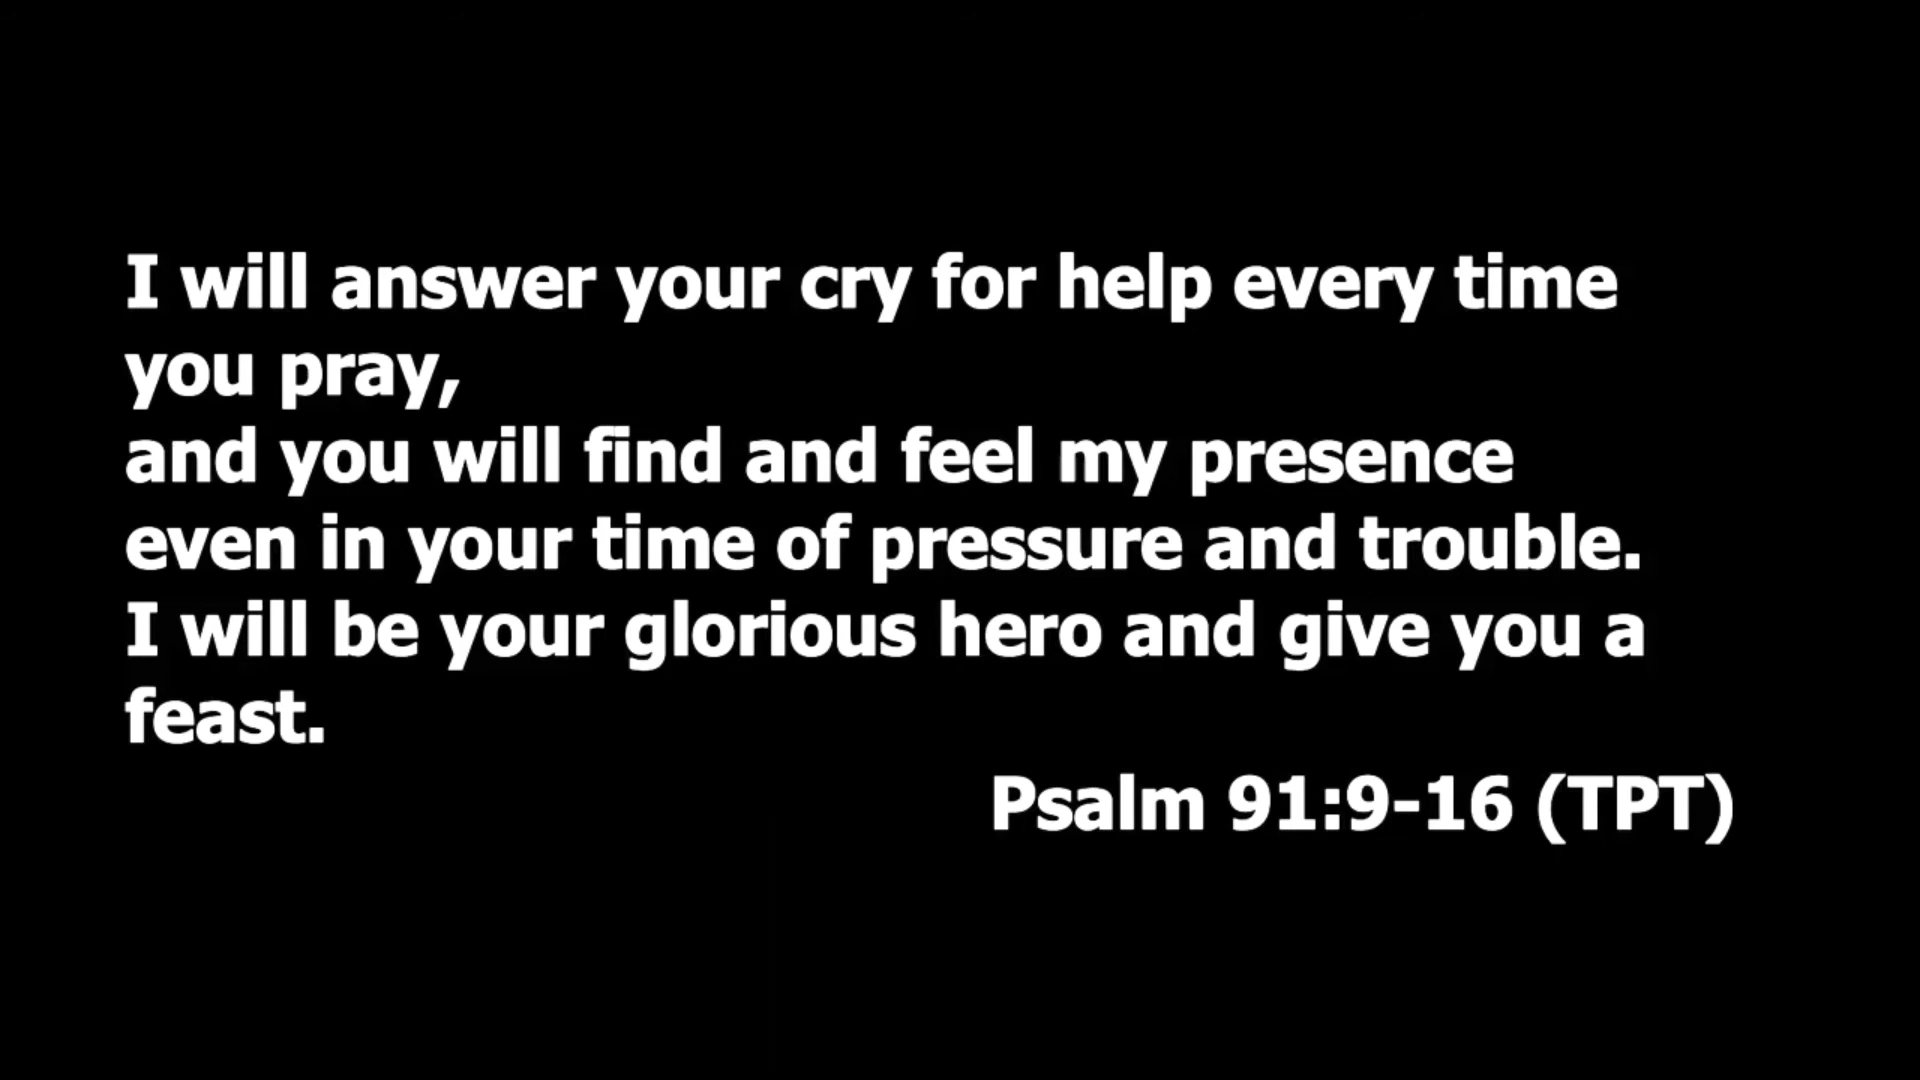 I will answer your cry for help every time
you pray,
and you will find and feel my presence
even in your time of pressure and trouble.
I will be your glorious hero and give you a
feast.
Psalm 91:9-16 (TPT)